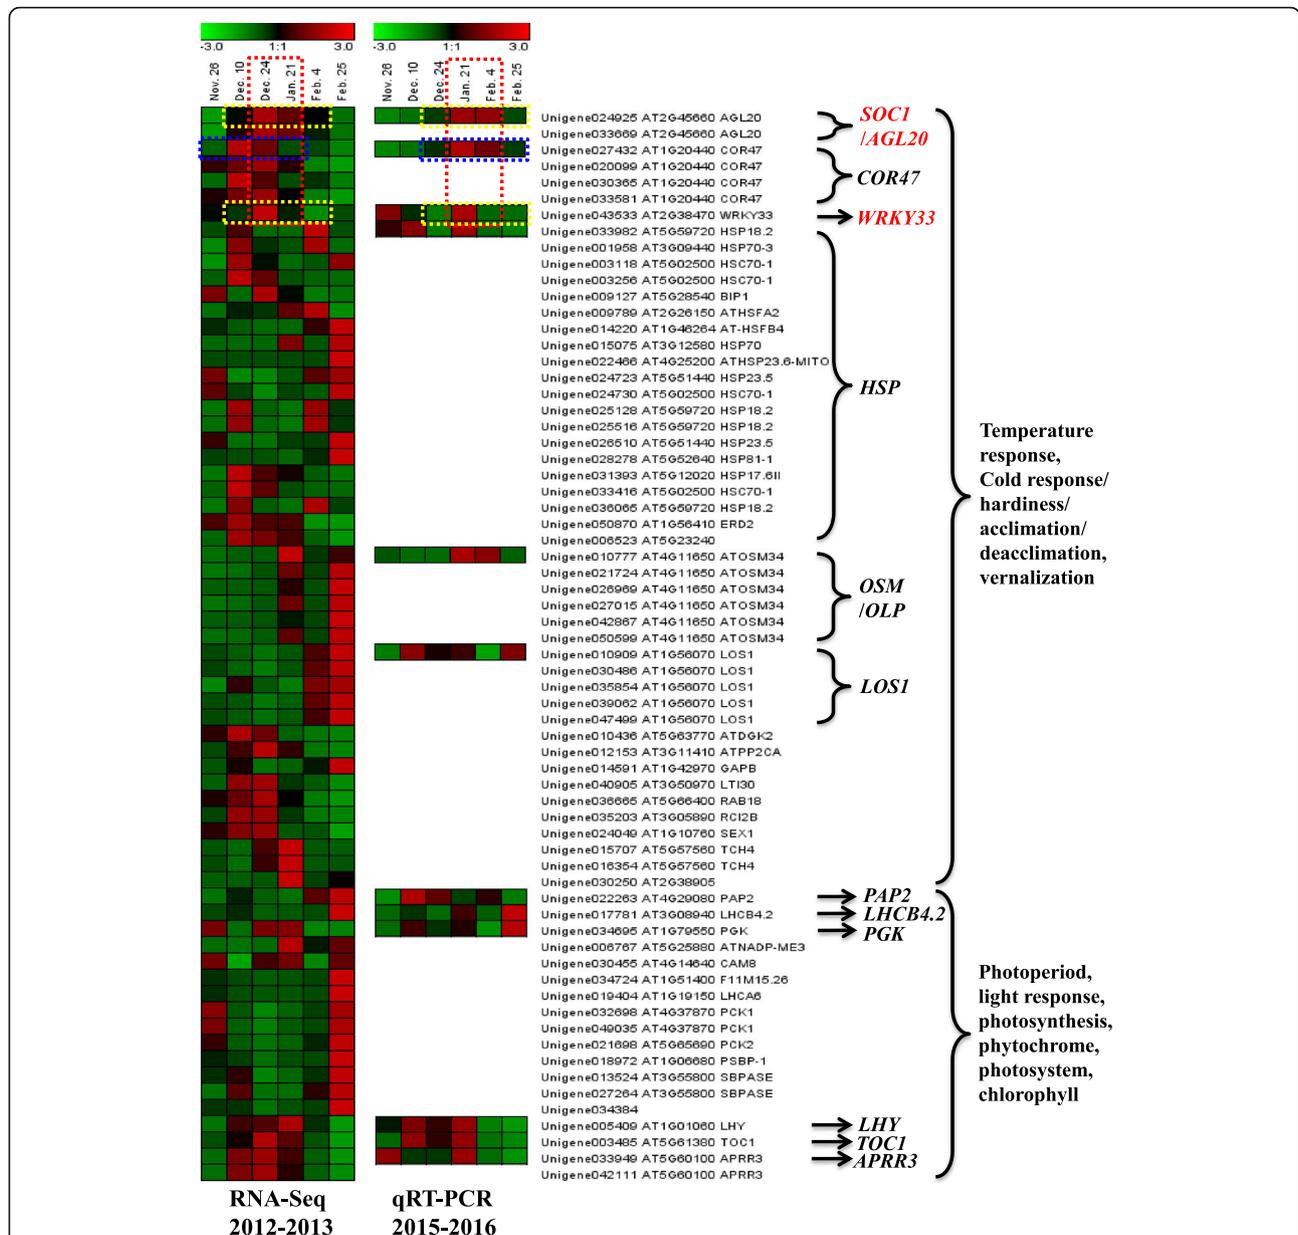 -3.0 1:1 3.0
-3.0 1:1 3.0
Nov. 26
Dec. 10
Dec. 24
Jan. 21
Feb. 4
Feb. 25
Nov. 26
Dec. 10
Dec. 24
Jan. 21
Feb. 4
Feb. 25
Unigene024925 AT2G45660 AGL20
Unigene033669 AT2G45660 AGL20
Unigene027432 AT1G20440 COR47
Unigene020099 AT1G20440 COR47
Unigene030365 AT1G20440 COR47
Unigene033581 AT1G20440 COR47
Unigene043533 AT2G38470 WRKY33
Unigene033982 AT5G59720 HSP18.2
Unigene001958 AT3G09440 HSP70-3
Unigene003118 AT5G02500 HSC70-1
Unigene003256 AT5G02500 HSC70-1
Unigene009127 AT5G28540 BIP1
Unigene009789 AT2G26150 ATHSFA2
Unigene014220 AT1G46264 AT-HSFB4
Unigene015075 AT3G12580 HSP70
Unigene022466 AT4G25200 ATHSP23.6-MITO
Unigene024723 AT5G51440 HSP23.5
Unigene024730 AT5G02500 HSC70-1
Unigene025128 AT5G59720 HSP18.2
Unigene025516 AT5G59720 HSP18.2
Unigene026510 AT5G51440 HSP23.5
Unigene028278 AT5G52640 HSP81-1
Unigene031393 AT5G12020 HSP17.6II
Unigene033416 AT5G02500 HSC70-1
Unigene036065 AT5G59720 HSP18.2
Unigene050870 AT1G56410 ERD2
Unigene006523 AT5G23240
Unigene010777 AT4G11650 ATOSM34
Unigene021724 AT4G11650 ATOSM34
Unigene026969 AT4G11650 ATOSM34
Unigene027015 AT4G11650 ATOSM34
Unigene042867 AT4G11650 ATOSM34
Unigene050599 AT4G11650 ATOSM34
Unigene010909 AT1G56070 LOS1
Unigene030486 AT1G56070 LOS1
Unigene035854 AT1G56070 LOS1
Unigene039062 AT1G56070 LOS1
Unigene047499 AT1G56070 LOS1
Unigene010436 AT5G63770 ATDGK2
Unigene012153 AT3G11410 ATPP2CA
Unigene014591 AT1G42970 GAPB
Unigene040905 AT3G50970 LTI30
Unigene036665 AT5G66400 RAB18
Unigene035203 AT3G05890 RCI2B
Unigene024049 AT1G10760 SEX1
Unigene015707 AT5G57560 TCH4
Unigene016354 AT5G57560 TCH4
Unigene030250 AT2G38905
Unigene022263 AT4G29080 PAP2
Unigene017781 AT3G08940 LHCB4.2
Unigene034695 AT1G79550 PGK
Unigene006767 AT5G25880 ATNADP-ME3
Unigene030455 AT4G14640 CAM8
Unigene034724 AT1G51400 F11M15.26
Unigene019404 AT1G19150 LHCA6
Unigene032698 AT4G37870 PCK1
Unigene049035 AT4G37870 PCK1
Unigene021698 AT5G65690 PCK2
Unigene018972 AT1G06680 PSBP-1
Unigene013524 AT3G55800 SBPASE
Unigene027264 AT3G55800 SBPASE
Unigene034384
Unigene005409 AT1G01060 LHY
Unigene003485 AT5G61380 TOC1
Unigene033949 AT5G60100 APRR3
Unigene042111 AT5G60100 APRR3
SOC1
/AGL20
COR47
WRKY33
HSP
OSM
/OLP
LOS1
PAP2
LHCB4.2
PGK
LHY
TOC1
APRR3
Temperature
response,
Cold response/
hardiness/
acclimation/
deacclimation,
vernalization
Photoperiod,
light response,
photosynthesis,
phytochrome,
photosystem,
chlorophyll
RNA-Seq
2012-2013
qRT-PCR
2015-2016